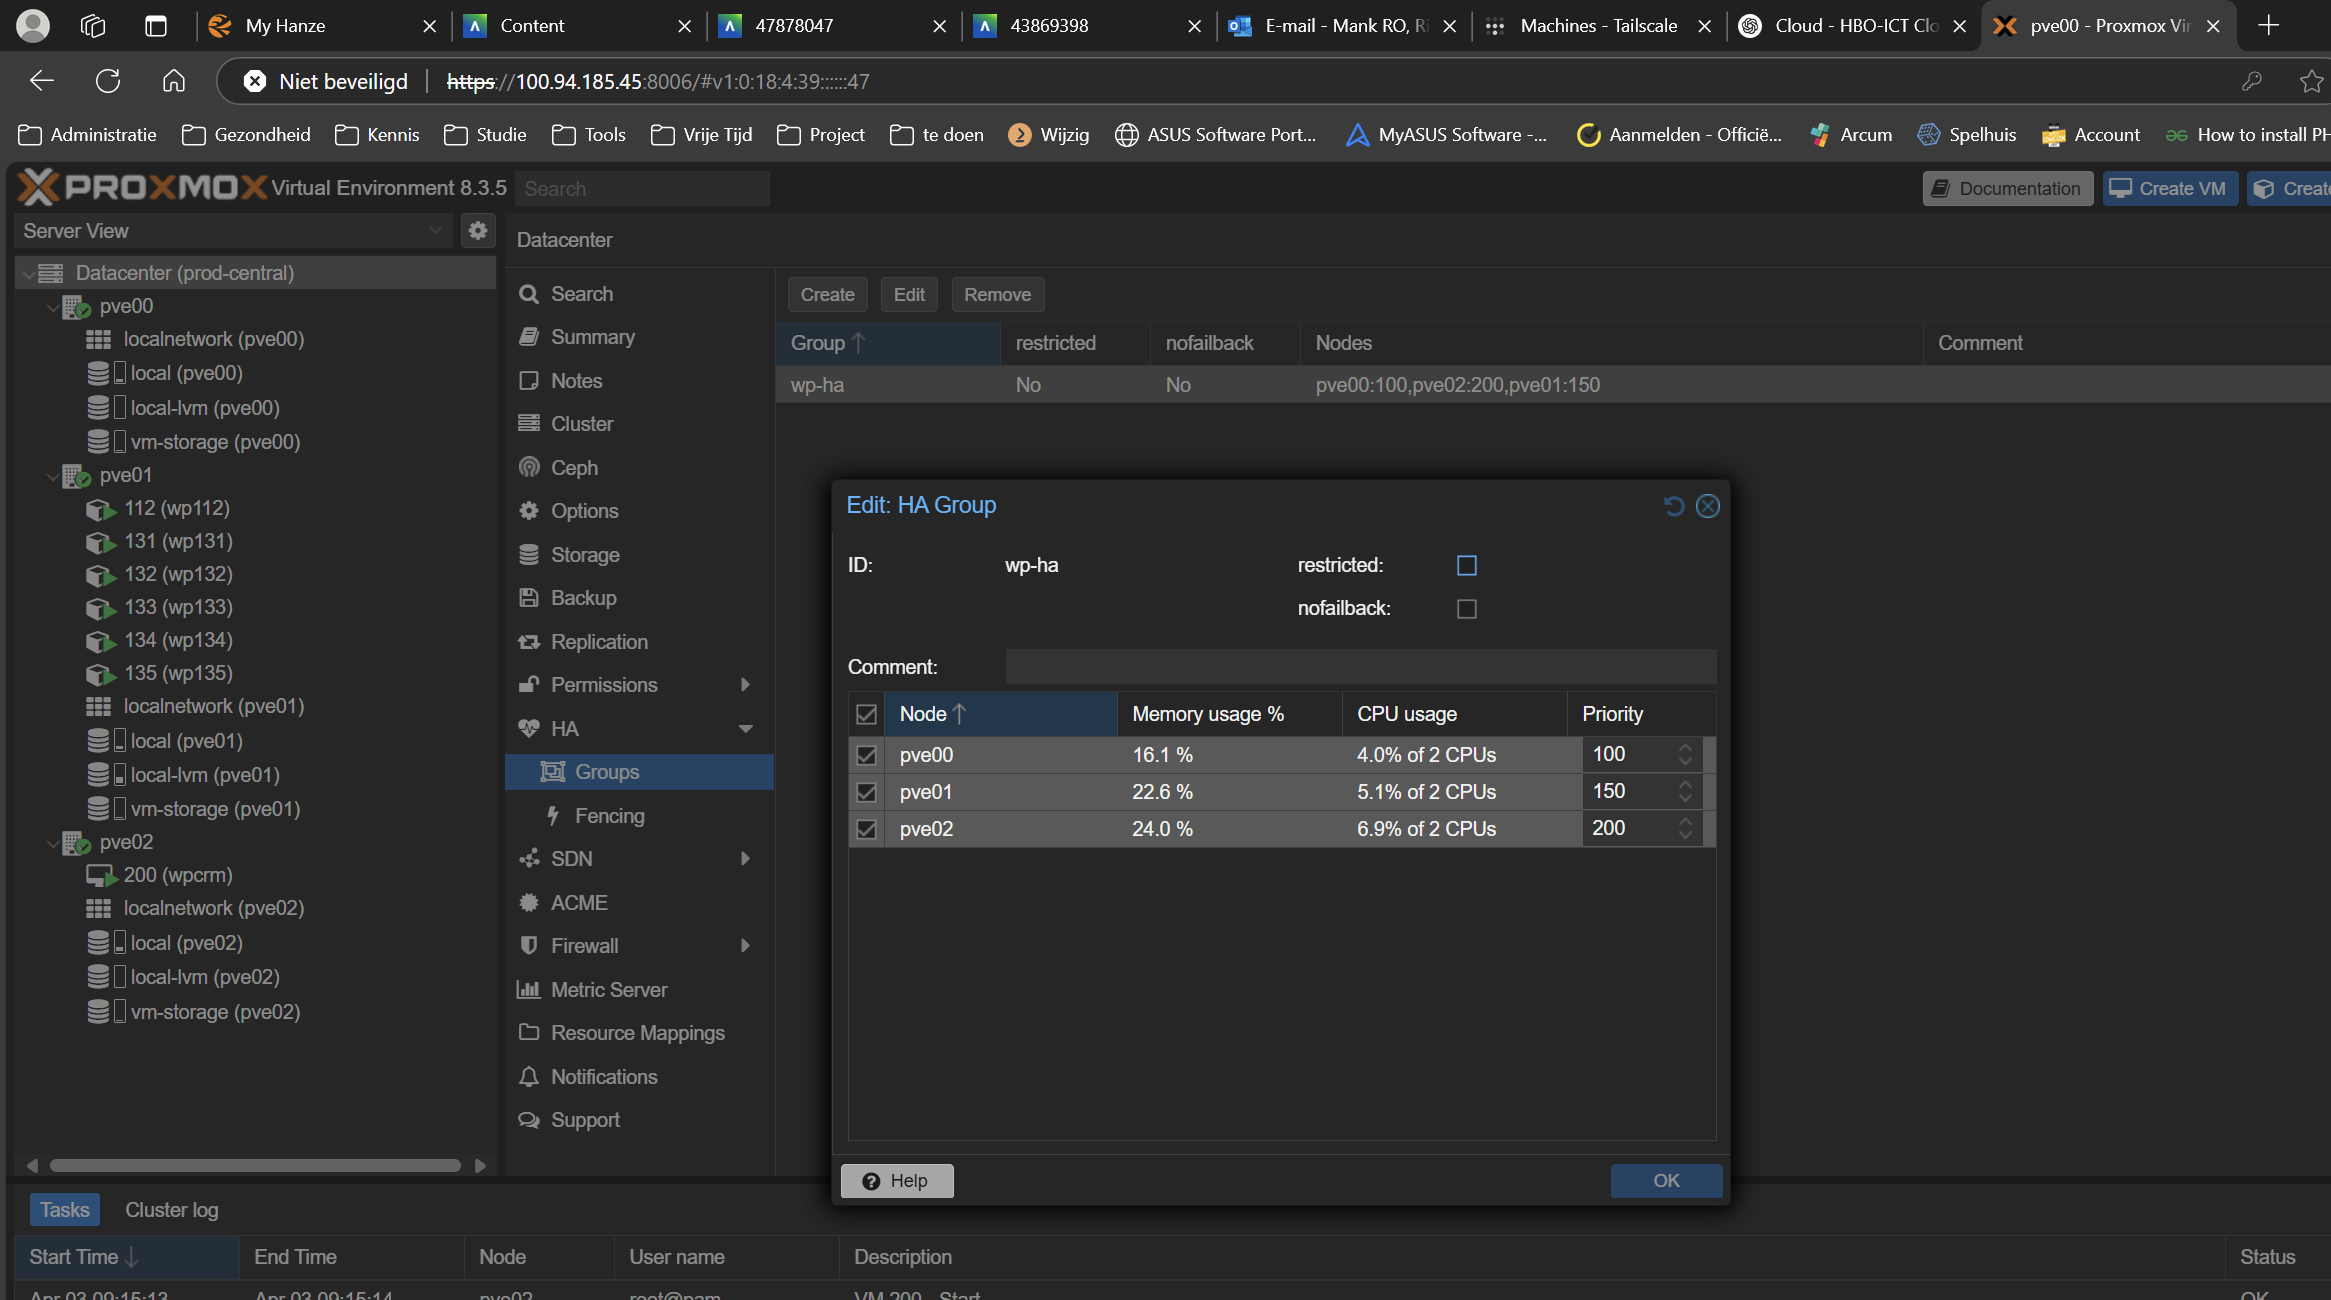 My Hanze
Content
47878047
43869398
E-mail - Mank RO, Ri
Machines - Tailscale
Cloud - HBO-ICT Clo
pve00 - Proxmox Vir
Niet beveiligd
https://100.94.185.45:8006/#v1:0:18:4:39::::::47
Administratie
Gezondheid
Kennis
Studie
Tools
Vrije Tijd
Project
te doen
Wijzig
ASUS Software Port...
MyASUS Software -...
Aanmelden - Officië...
Arcum
Spelhuis
Account
How to install PH
PROXMOX Virtual Environment 8.3.5
Search
Documentation
Create VM
Create
Server View
Datacenter (prod-central)
pve00
localnetwork (pve00)
local (pve00)
local-lvm (pve00)
vm-storage (pve00)
pve01
112 (wp112)
131 (wp131)
132 (wp132)
133 (wp133)
134 (wp134)
135 (wp135)
localnetwork (pve01)
local (pve01)
local-lvm (pve01)
vm-storage (pve01)
pve02
200 (wpcrm)
localnetwork (pve02)
local (pve02)
local-lvm (pve02)
vm-storage (pve02)
Datacenter
Search
Summary
Notes
Cluster
Ceph
Options
Storage
Backup
Replication
Permissions
HA
Groups
Fencing
SDN
ACME
Firewall
Metric Server
Resource Mappings
Notifications
Support
Create
Edit
Remove
Group restricted nofailback Nodes Comment
wp-ha No No pve00:100,pve02:200,pve01:150
Edit: HA Group
ID: wp-ha restricted:
nofailback:
Comment:
Node Memory usage % CPU usage Priority
pve00 16.1 % 4.0% of 2 CPUs 100
pve01 22.6 % 5.1% of 2 CPUs 150
pve02 24.0 % 6.9% of 2 CPUs 200
Help
OK
Tasks
Cluster log
Start Time End Time Node User name Description Status
Apr 03 09:15:13 Apr 03 09:15:14 pve02 root@pam VM 200 - Start OK